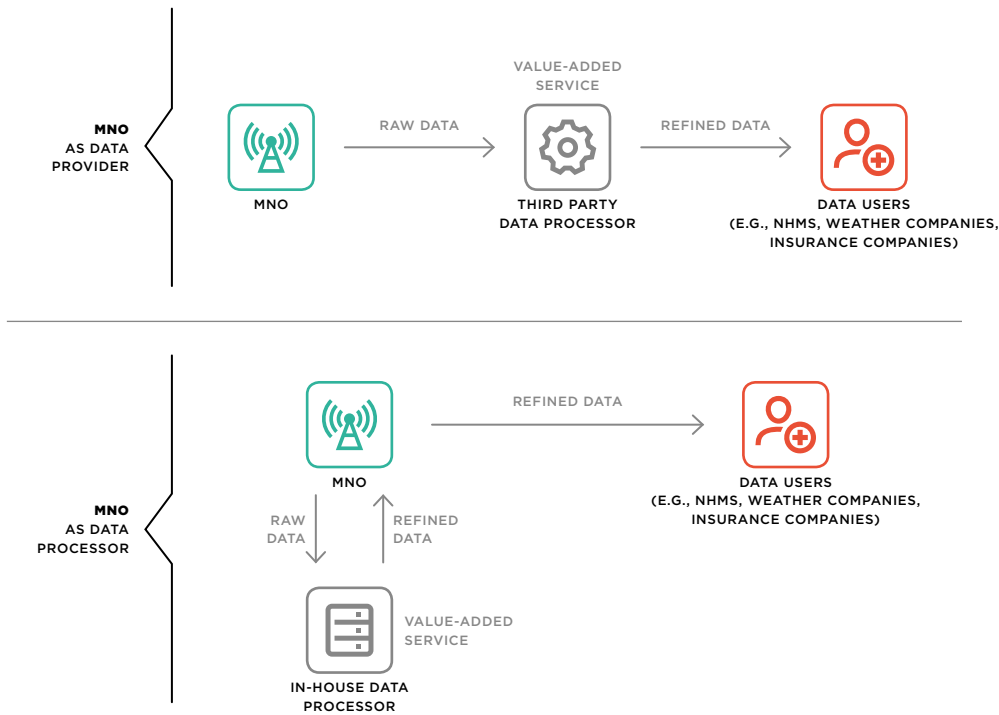 MNO
AS DATA
PROVIDER
MNO
RAW DATA
VALUE-ADDED
SERVICE
THIRD PARTY
DATA PROCESSOR
REFINED DATA
DATA USERS
(E.G., NHMS, WEATHER COMPANIES,
INSURANCE COMPANIES)
MNO
AS DATA
PROCESSOR
MNO
REFINED DATA
DATA USERS
(E.G., NHMS, WEATHER COMPANIES,
INSURANCE COMPANIES)
RAW
DATA
REFINED
DATA
VALUE-ADDED
SERVICE
IN-HOUSE DATA
PROCESSOR